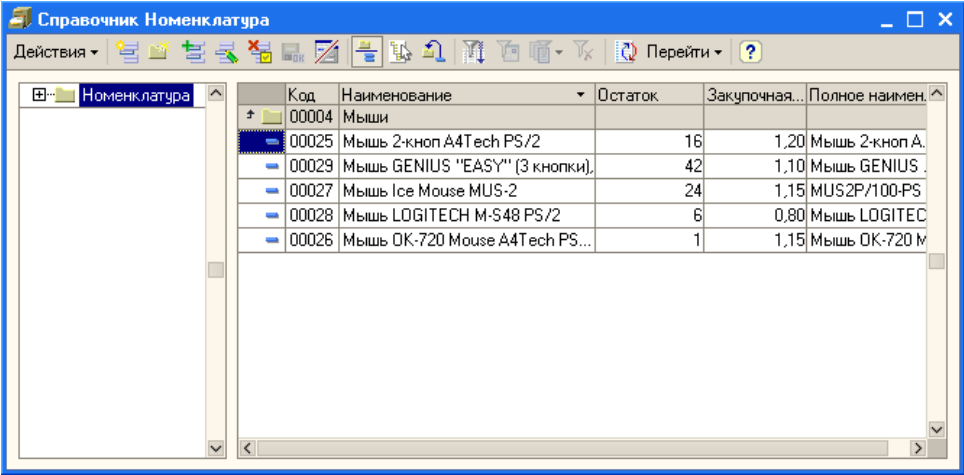 Справочник Номенклатура
Действия Перейти ?
Номенклатура
Код Наименование Остаток Закупочная... Полное наимен.
00004 Мыши
00025 Мышь 2-кноп A4Tech PS/2 16 1,20 Мышь 2-кноп А.
00029 Мышь GENIUS "EASY" (3 кнопки), 42 1,10 Мышь GENIUS .
00027 Мышь Ice Mouse MUS-2 24 1,15 MUS2P/100-PS
00028 Мышь LOGITECH M-S48 PS/2 6 0,80 Мышь LOGITEC
00026 Мышь OK-720 Mouse A4Tech PS... 1 1,15 Мышь OK-720 M